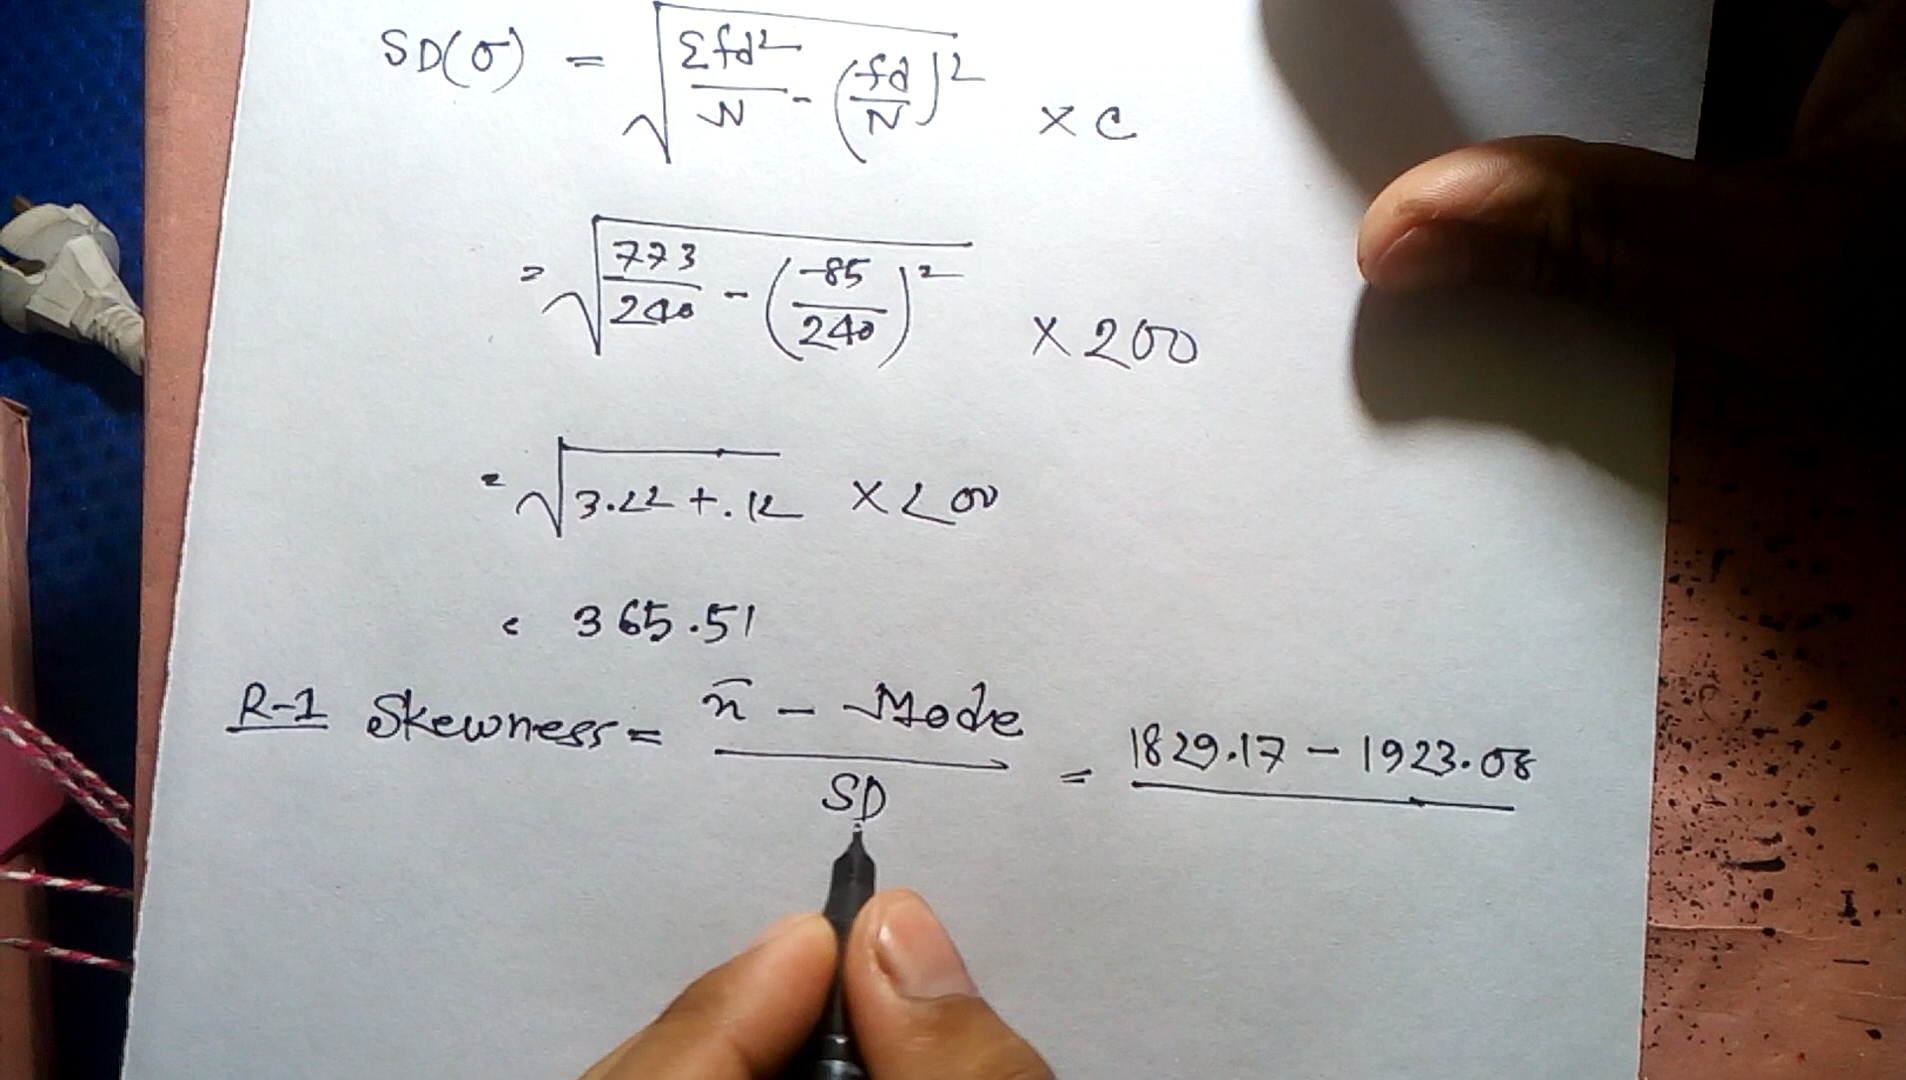 SD(σ) = √(Σfd²/N - (fd/N)²) × c
= √(773/240 - (-85/240)²) × 200
= √(3.22 + .12) × 200
= 365.51
R-1 Skewness = (x̄ - Mode)/SD = 1829.17 - 1923.08